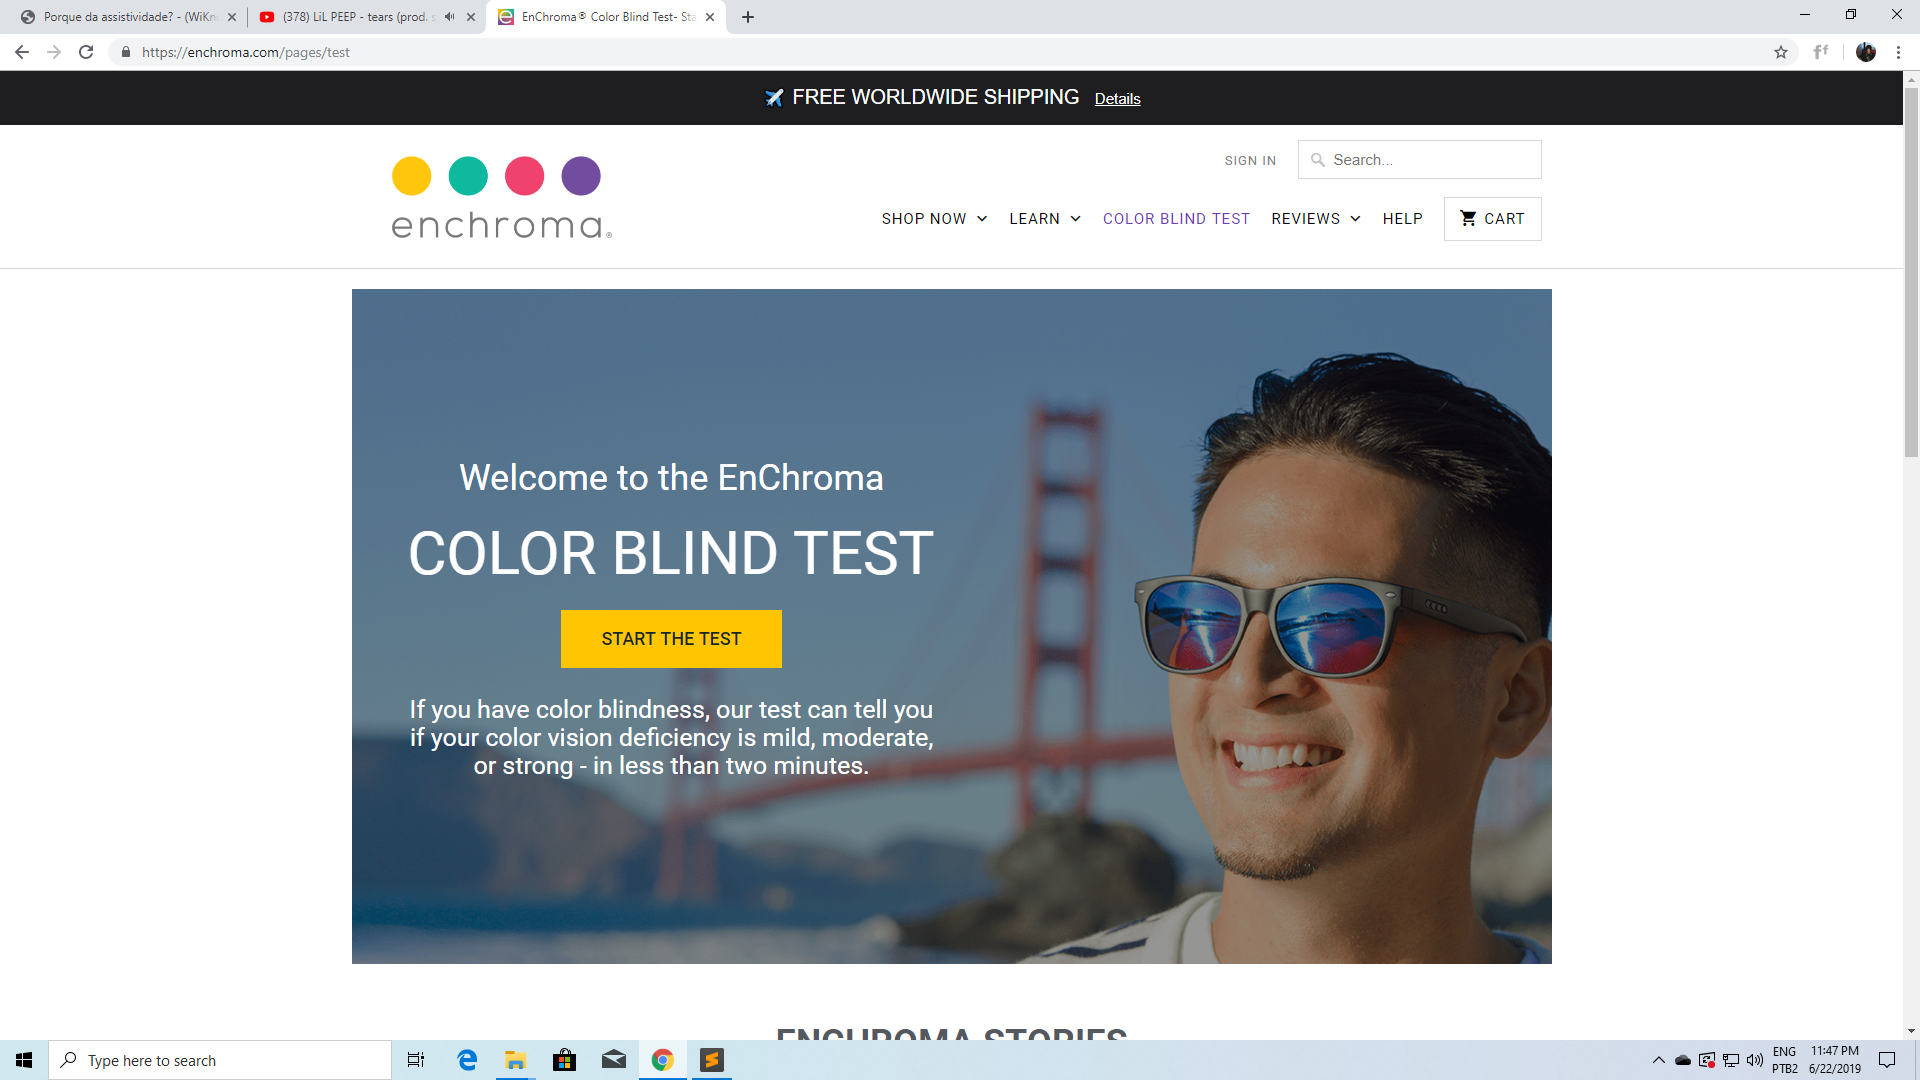 Porque da assistividade? - (WiKn
(378) LiL PEEP - tears (prod. s
EnChroma® Color Blind Test- Sta
https://enchroma.com/pages/test
FREE WORLDWIDE SHIPPING Details
SIGN IN
Search...
enchroma®
SHOP NOW LEARN COLOR BLIND TEST REVIEWS HELP CART
Welcome to the EnChroma
COLOR BLIND TEST
START THE TEST
If you have color blindness, our test can tell you
if your color vision deficiency is mild, moderate,
or strong - in less than two minutes.
ENCHROMA STORIES
Type here to search
ENG
PTB2
11:47 PM
6/22/2019